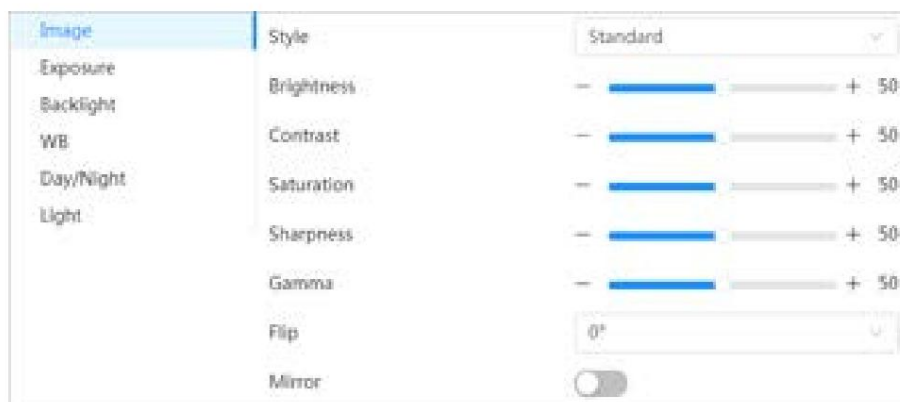 Image
Exposure
Backlight
WB
Day/Night
Light
Style Standard
Brightness − + 50
Contrast − + 50
Saturation − + 50
Sharpness − + 50
Gamma − + 50
Flip 0°
Mirror